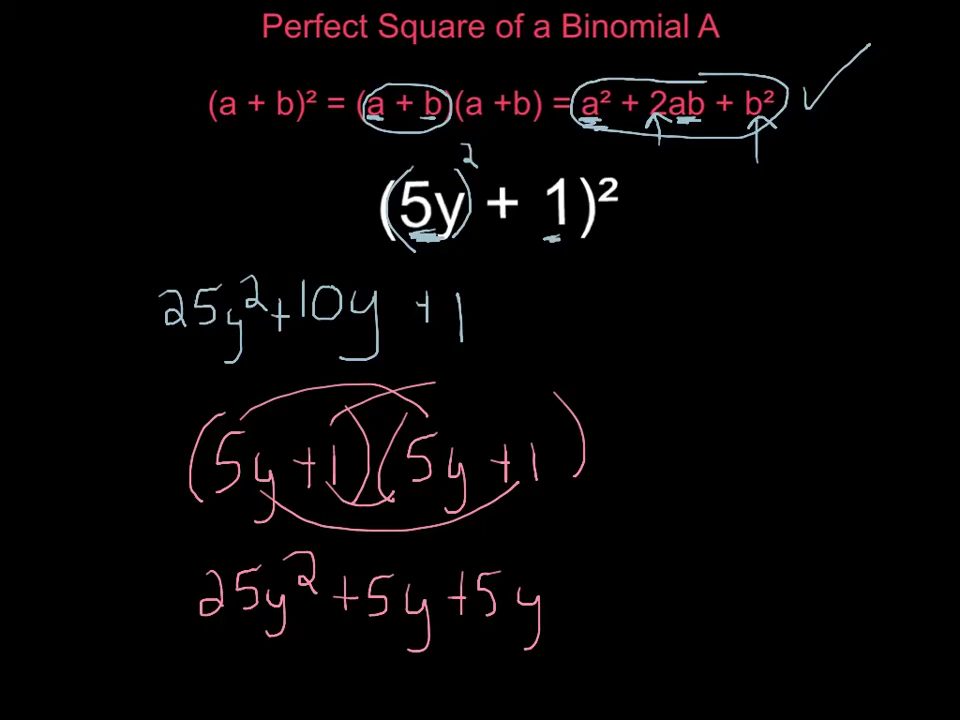 Perfect Square of a Binomial A
(a + b)² = (a + b)(a +b) = a² + 2ab + b²
(5y)² + 1)²
25y² + 10y + 1
(5y + 1)(5y + 1)
25y² + 5y + 5y